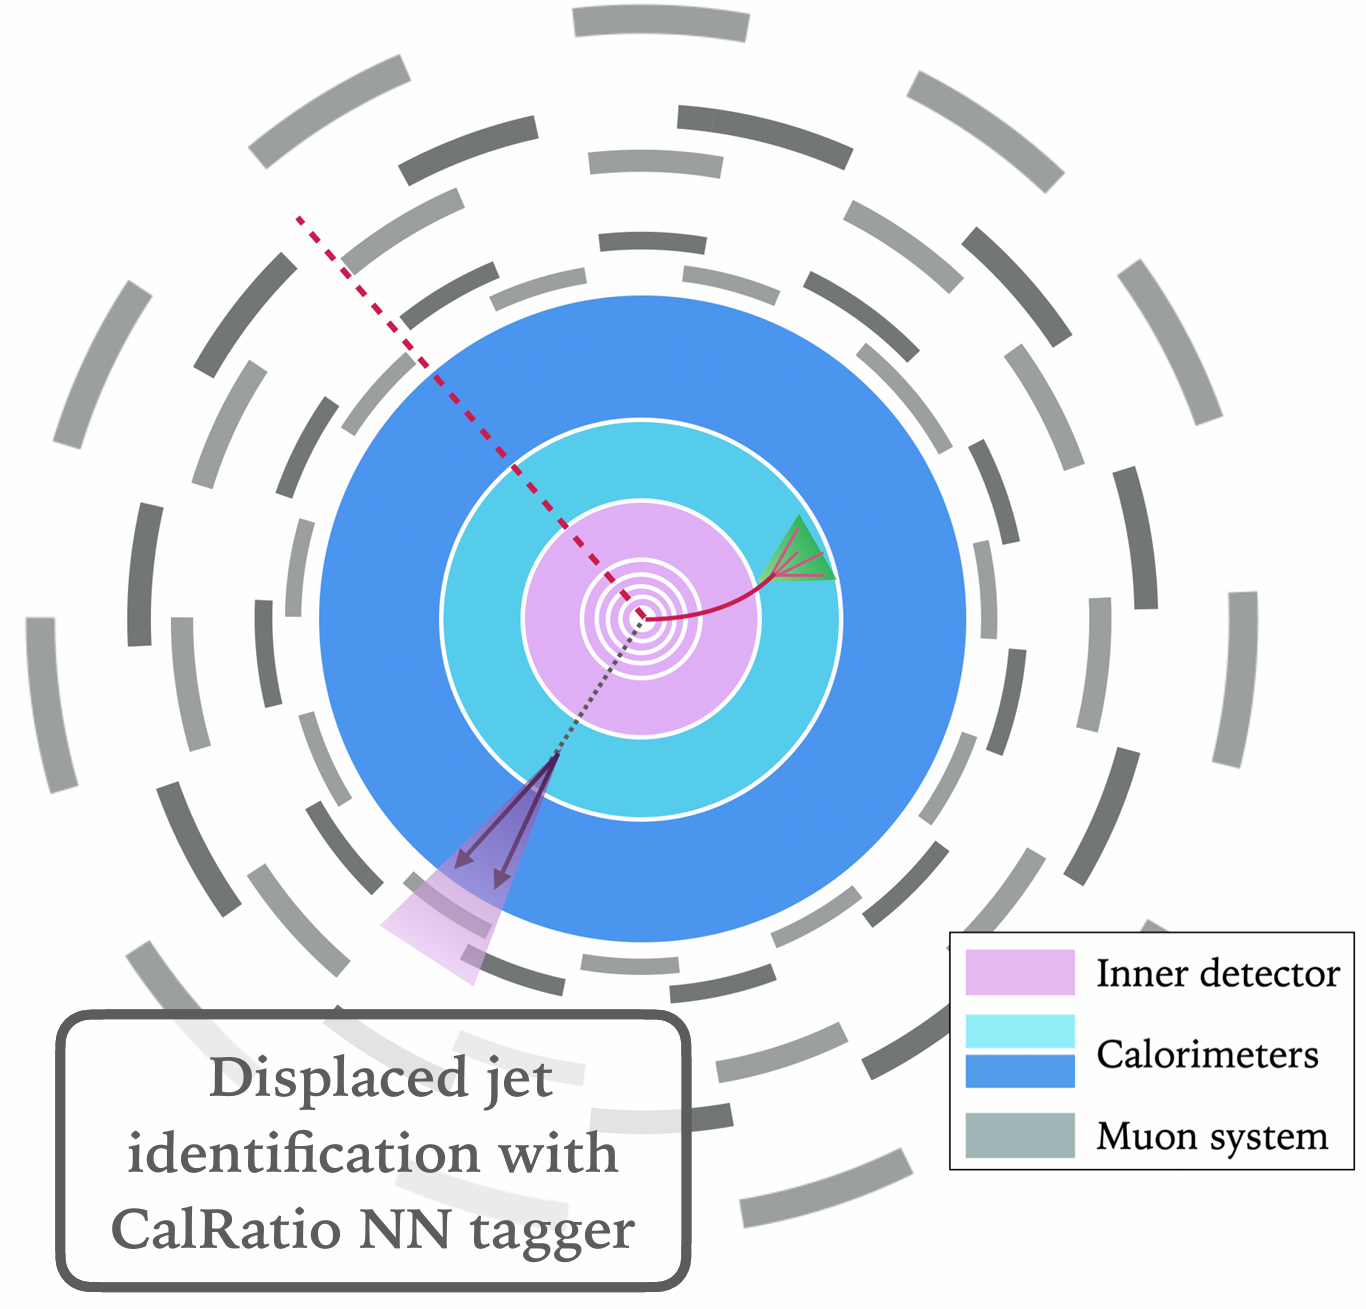 Inner detector
Calorimeters
Muon system
Displaced jet
identification with
CalRatio NN tagger